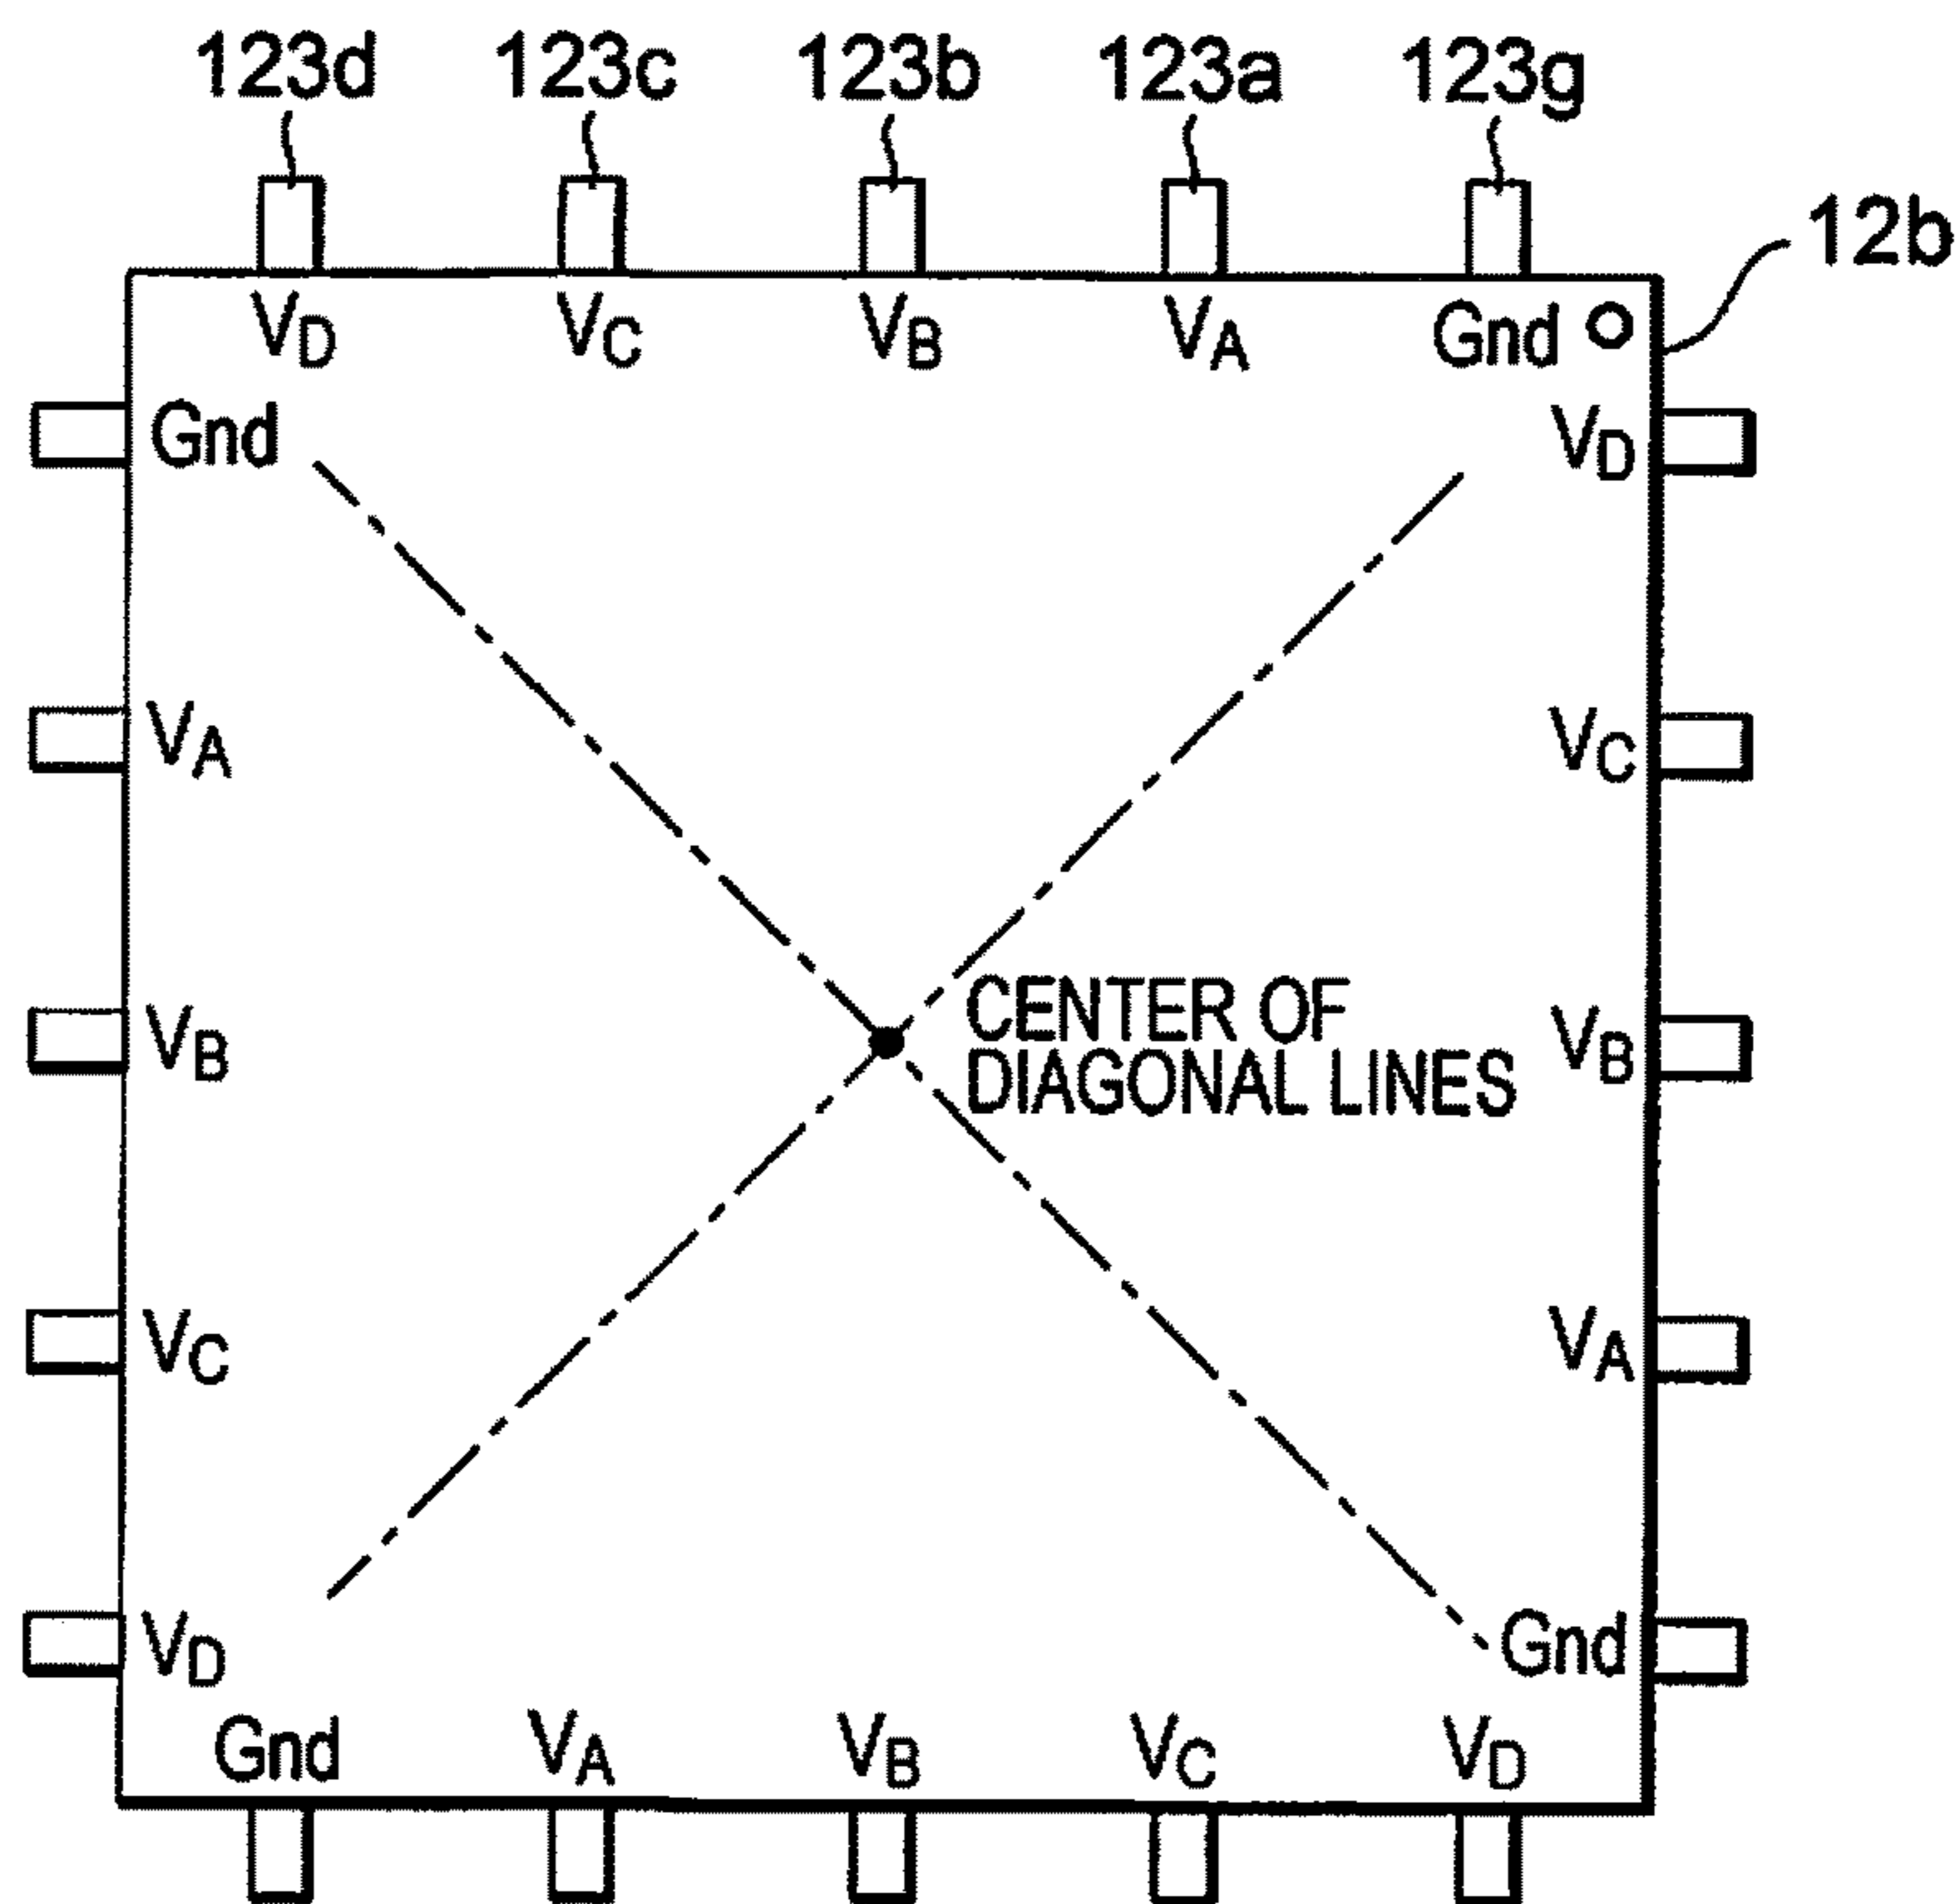 123d 123c 123b 123a 123g
12b
VD VC VB VA Gnd
Gnd VD
VA VC
VB VB
CENTER OF
DIAGONAL LINES
VC VA
VD Gnd
Gnd VA VB VC VD